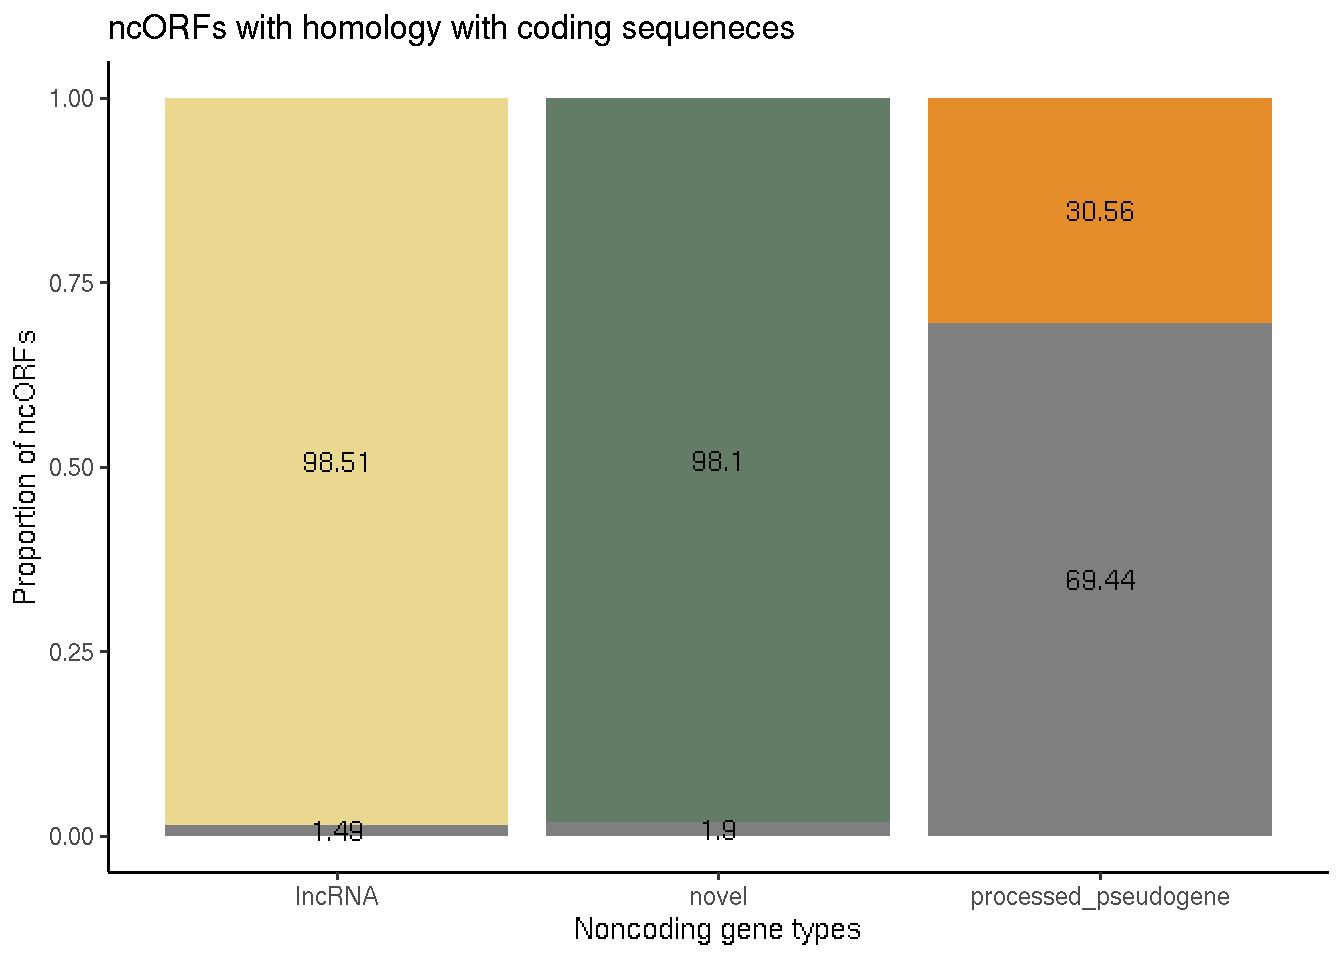 ncORFs with homology with coding sequeneces
1.00
0.75
0.50
0.25
0.00
Proportion of ncORFs
98.51
1.49
98.1
1.9
30.56
69.44
lncRNA
novel
processed_pseudogene
Noncoding gene types